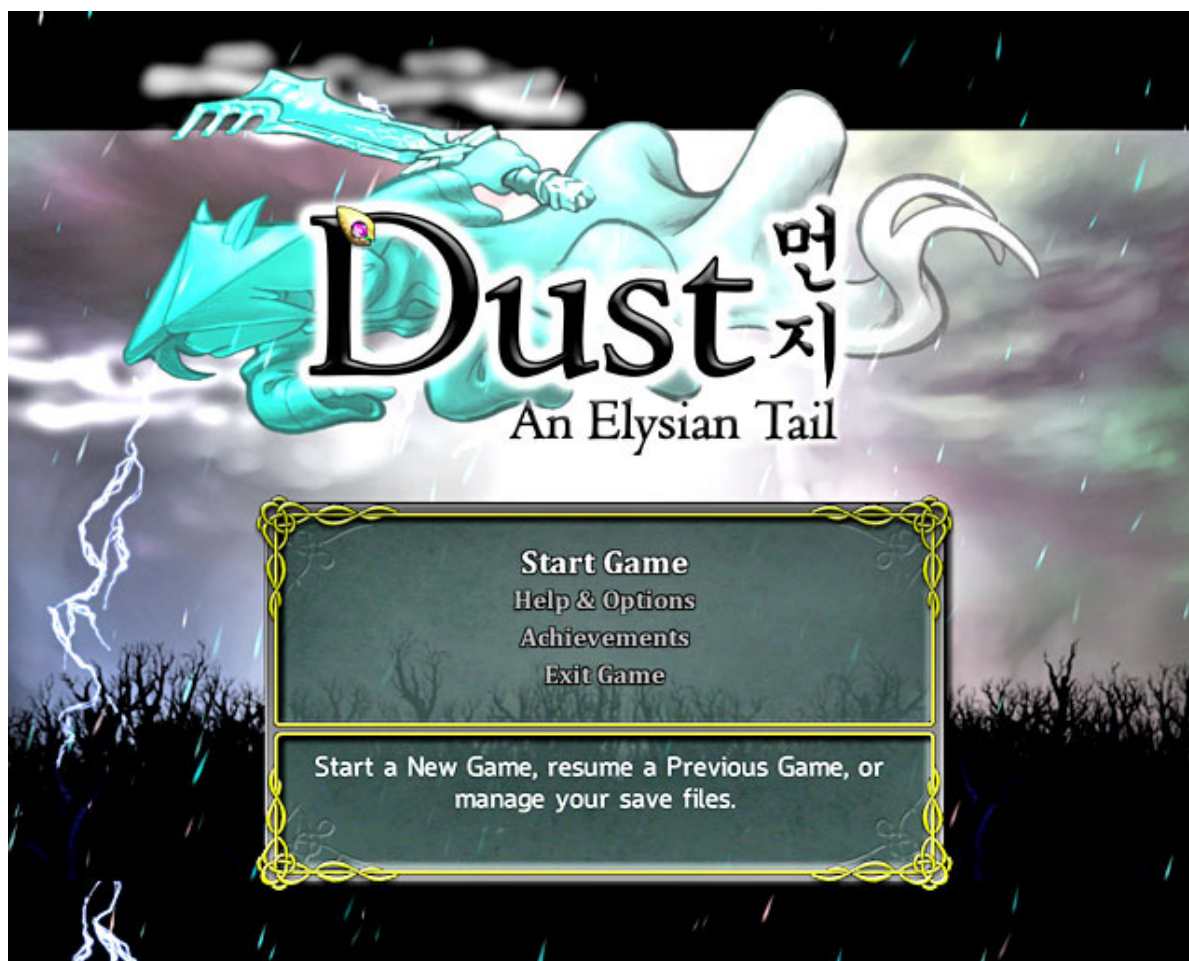 Dust
먼지
An Elysian Tail
Start Game
Help & Options
Achievements
Exit Game
Start a New Game, resume a Previous Game, or
manage your save files.